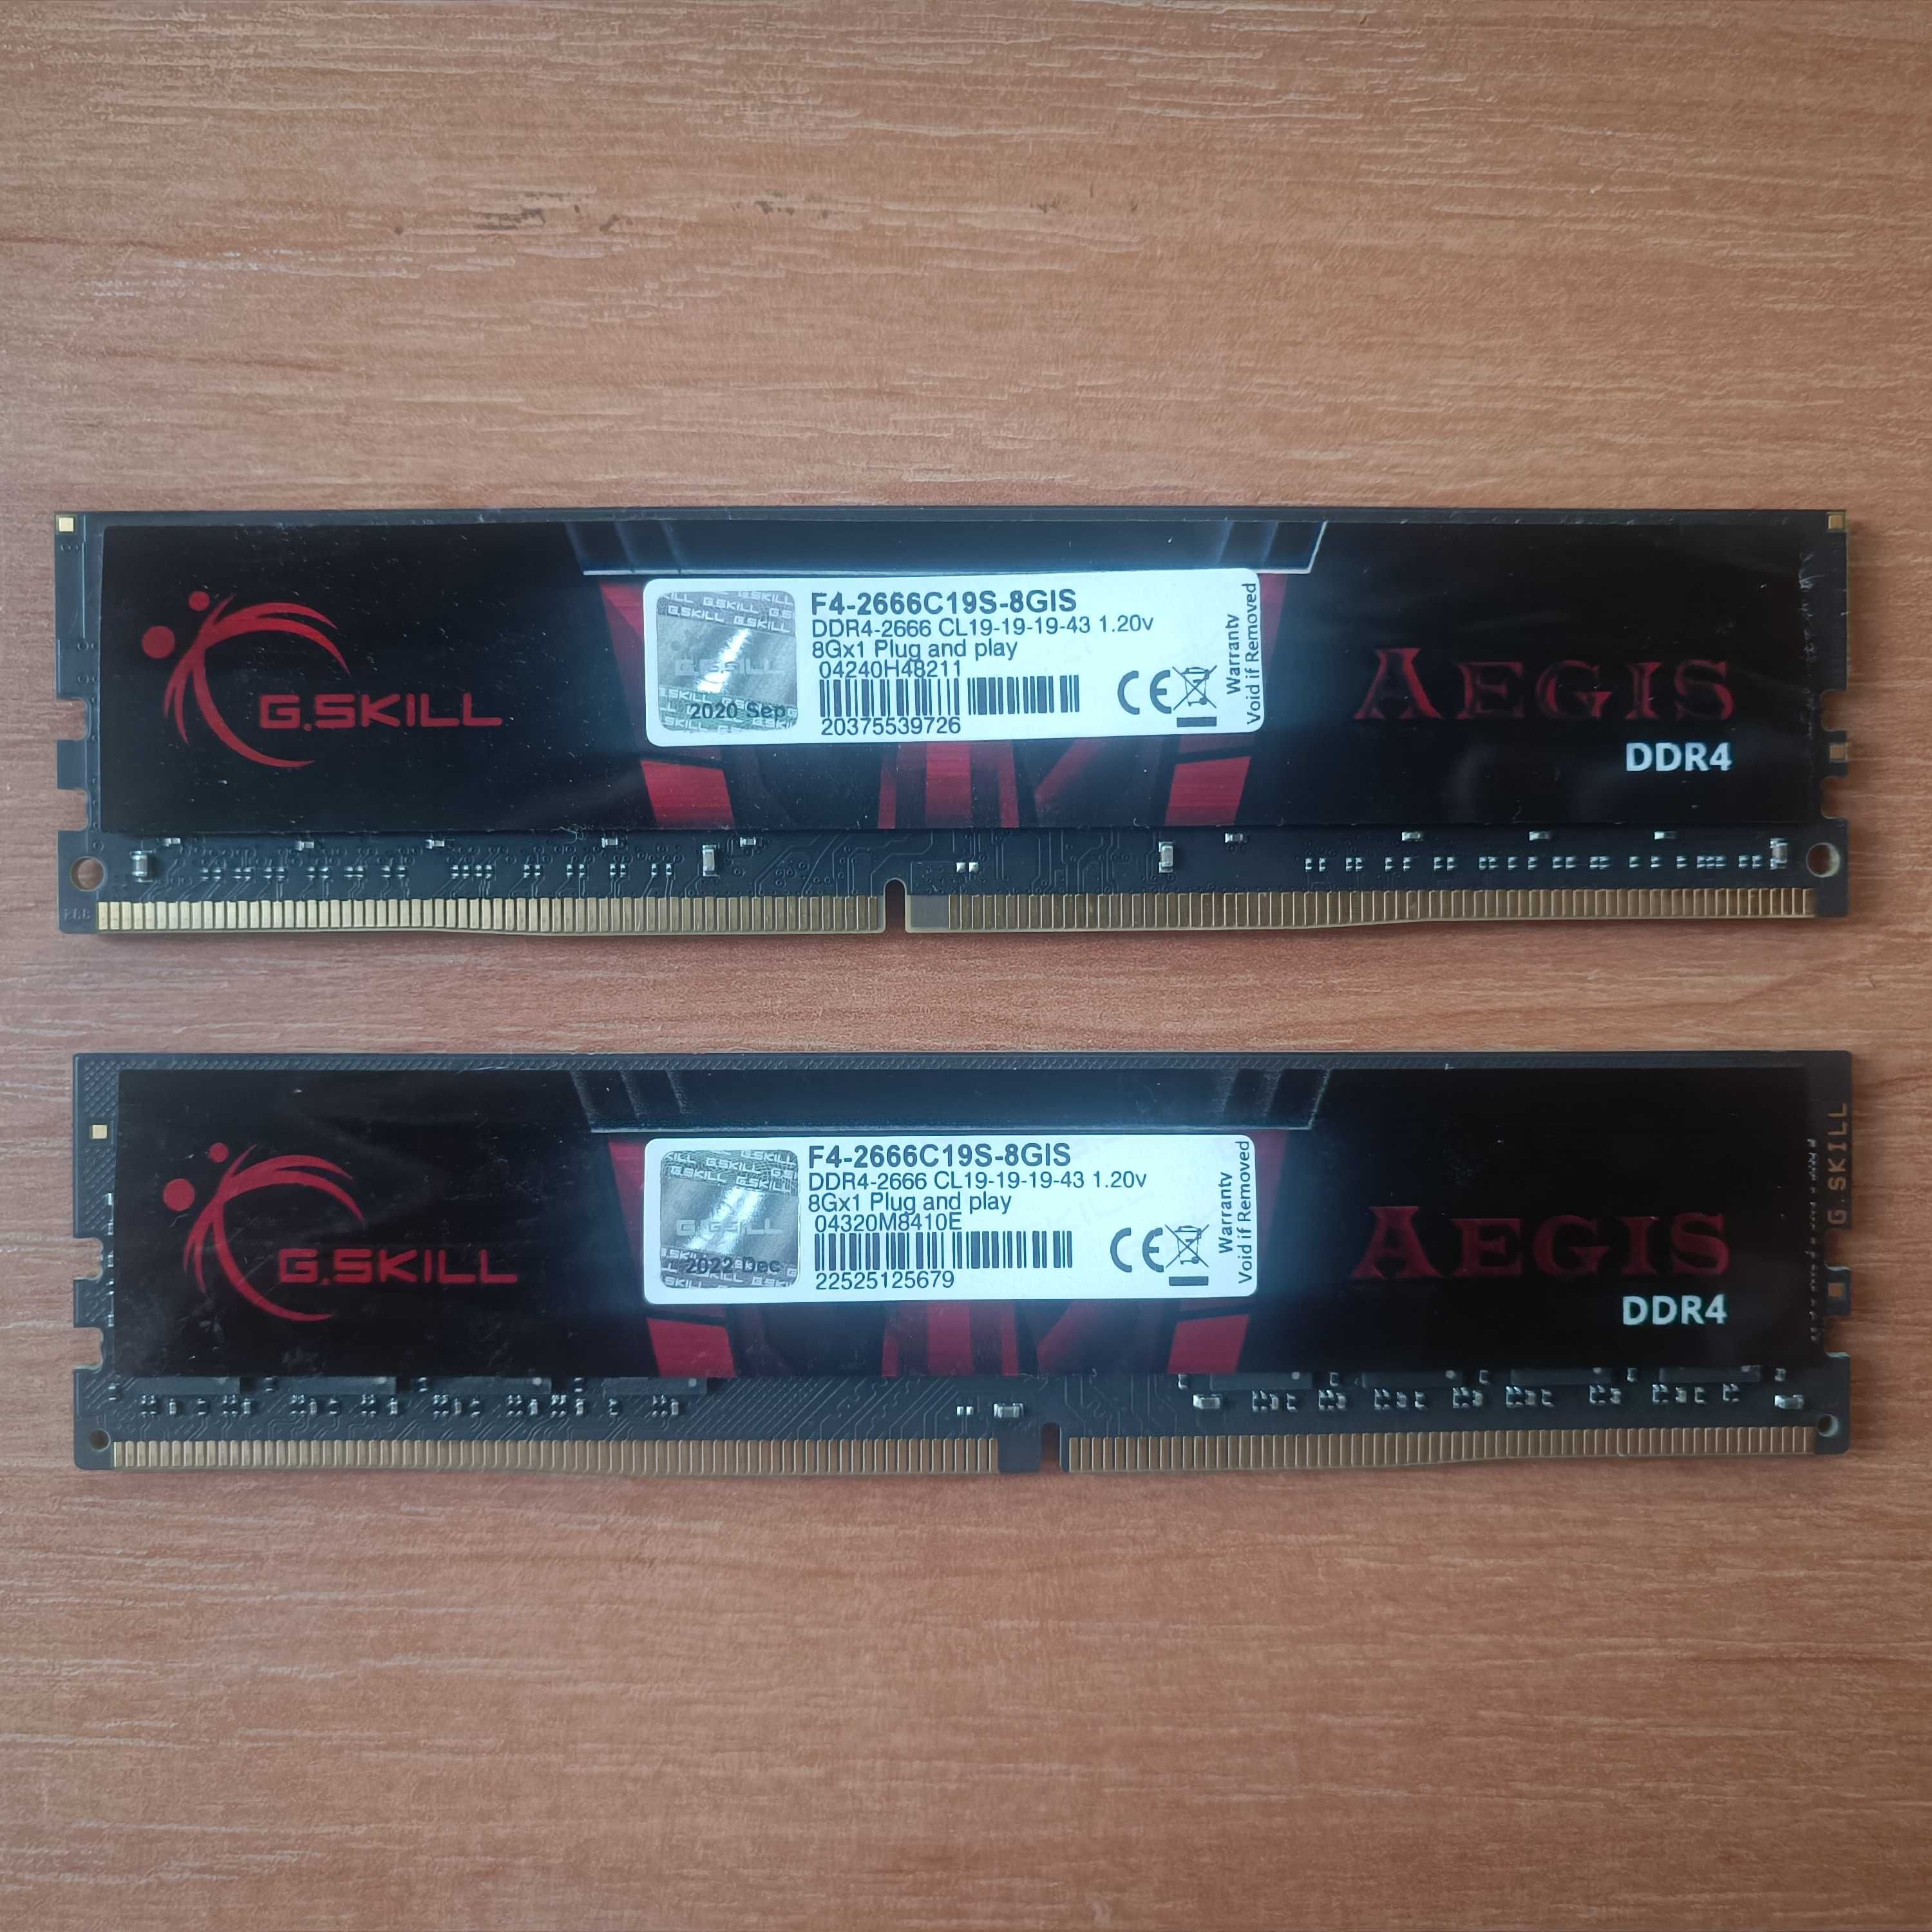 G.SKILL
F4-2666C19S-8GIS
DDR4-2666 CL19-19-19-43 1.20v
8Gx1 Plug and play
04240H48211
20375539726
2020 Sep
CE
Warranty
Void if Removed
AEGIS
DDR4
G.SKILL
F4-2666C19S-8GIS
DDR4-2666 CL19-19-19-43 1.20v
8Gx1 Plug and play
04320M8410E
22525125679
2022 Dec
CE
Warranty
Void if Removed
AEGIS
DDR4
G.SKILL